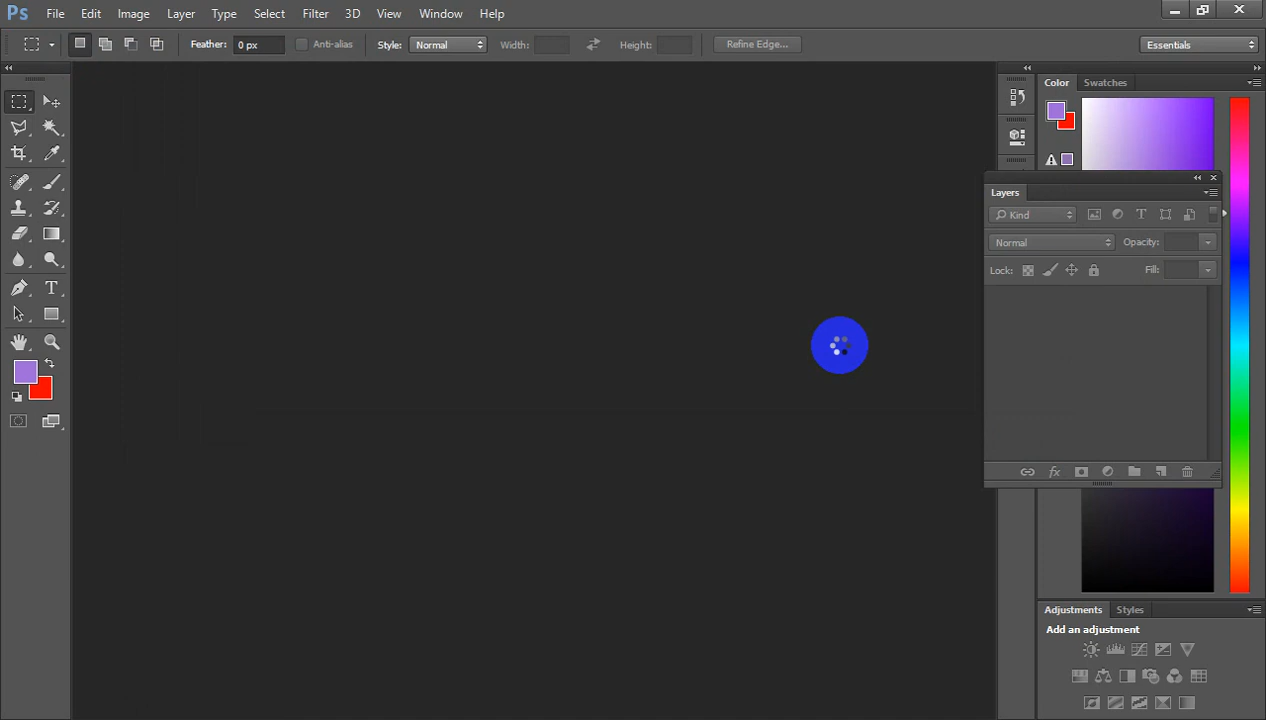 Ps File Edit Image Layer Type Select Filter 3D View Window Help
Feather: 0 px Anti-alias Style: Normal Width: Height: Refine Edge... Essentials
Color Swatches
Layers
Kind
Normal Opacity:
Lock: Fill:
fx
Adjustments Styles
Add an adjustment